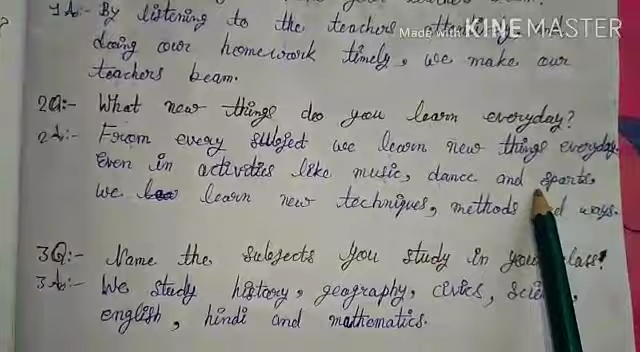 1A:- By listening to the teachers
Made with KINEMASTER
doing our homework timely, we make our
teachers beam.
2Q:- What new things do you learn everyday?
2A:- From every subject we learn new things everyday.
Even in activities like music, dance and sports,
we learn new techniques, methods ways.
3Q:- Name the subjects you study in your class?
3A:- We study history, geography, civics,
english, hindi and mathematics.